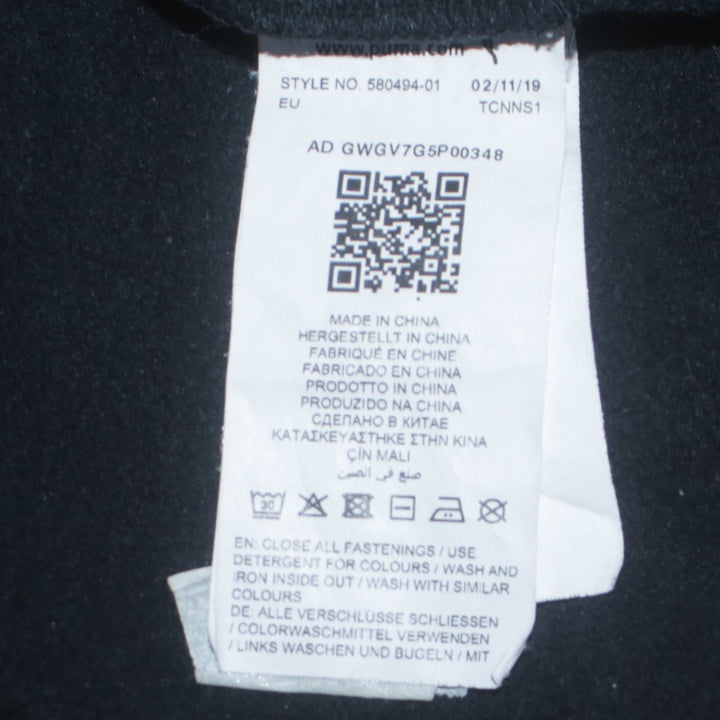 www.puma.com
STYLE NO. 580494-01 02/11/19
EU TCNNS1
AD GWGV7G5P00348
MADE IN CHINA
HERGESTELLT IN CHINA
FABRIQUÉ EN CHINE
FABRICADO EN CHINA
PRODOTTO IN CHINA
PRODUZIDO NA CHINA
СДЕЛАНО В КИТАЕ
ΚΑΤΑΣΚΕΥΑΣΤΗΚΕ ΣΤΗΝ ΚΙΝΑ
ÇİN MALI
صنع في الصين
30
EN: CLOSE ALL FASTENINGS / USE
DETERGENT FOR COLOURS / WASH AND
IRON INSIDE OUT / WASH WITH SIMILAR
COLOURS
DE: ALLE VERSCHLÜSSE SCHLIESSEN
/ COLORWASCHMITTEL VERWENDEN
/ LINKS WASCHEN UND BÜGELN / MIT